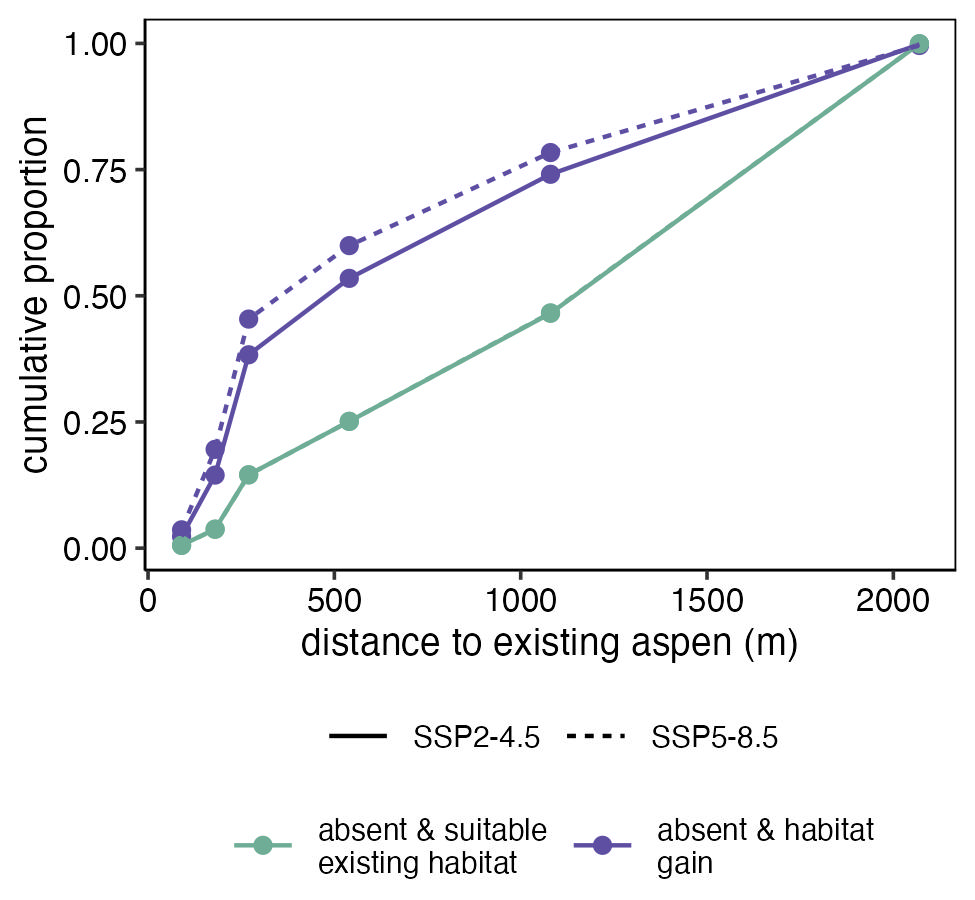 cumulative proportion
1.00
0.75
0.50
0.25
0.00
0 500 1000 1500 2000
distance to existing aspen (m)
SSP2-4.5 SSP5-8.5
absent & suitable
existing habitat
absent & habitat
gain